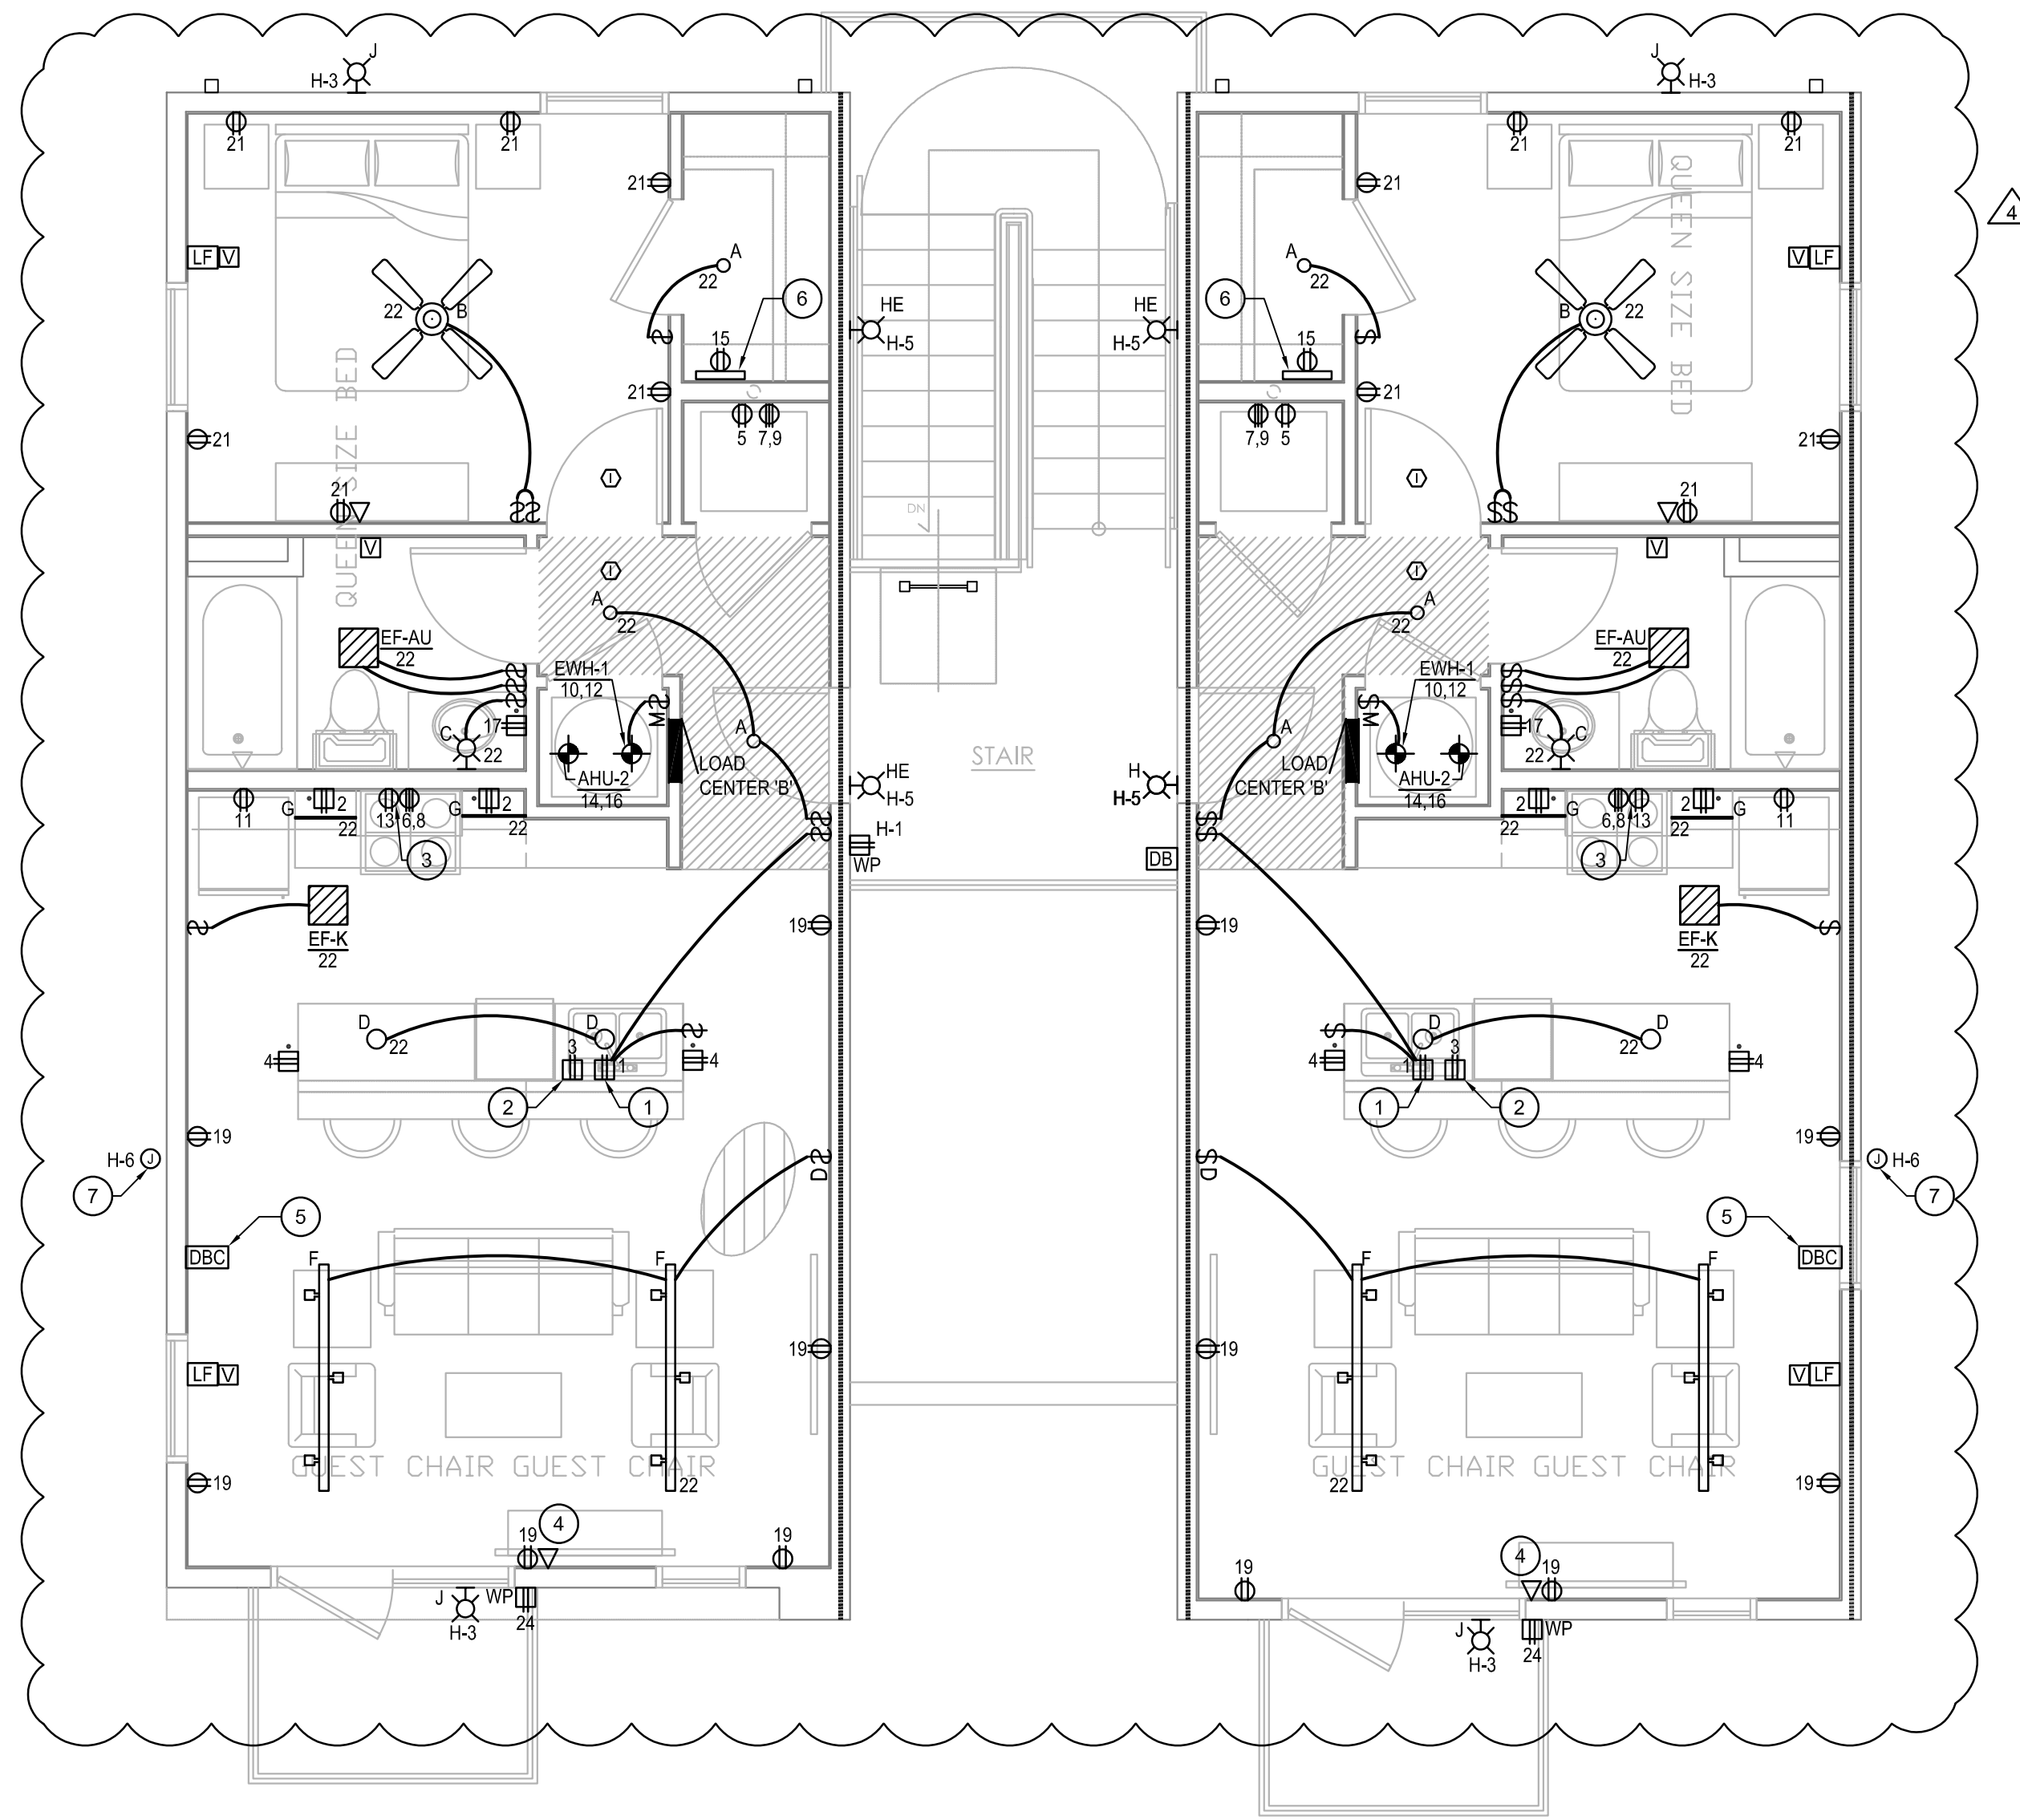 J
H-3
J
H-3
21
21
21
21
21
21
4
LF V
V LF
A
22
A
22
6
6
22 B
B 22
HE
H-5
HE
H-5
15
15
QUEEN SIZE BED
QUEEN SIZE BED
21
21
21
21
5 7,9
7,9 5
I
I
21
21
SS
SS
DN
V
V
I
I
A
22
A
22
EF-AU
22
EF-AU
22
EWH-1
10,12
EWH-1
10,12
SSS
SSS
SM
SM
17
17
C
22
C
22
A
A
STAIR
LOAD
CENTER 'B'
LOAD
CENTER 'B'
AHU-2
14,16
AHU-2
14,16
HE
H-5
H
H-5
11
G
2
22
13 6,8
G
2
22
2
G
22
6,8 13
2
G
22
11
3
3
S
S
S
S
H-1
WP
DB
EF-K
22
EF-K
22
S
S
19
19
D
22
D
S
S
D
D
22
4
3
1
4
4
1
3
4
2
1
1
2
19
19
H-6 J
J H-6
7
7
S
D
S
D
5
5
DBC
DBC
F
F
F
F
19
19
LF V
V LF
GUEST CHAIR GUEST CHAIR
GUEST CHAIR GUEST CHAIR
19
22
22
19
4
19
19
4
19
19
J
H-3
WP
24
J
H-3
WP
24